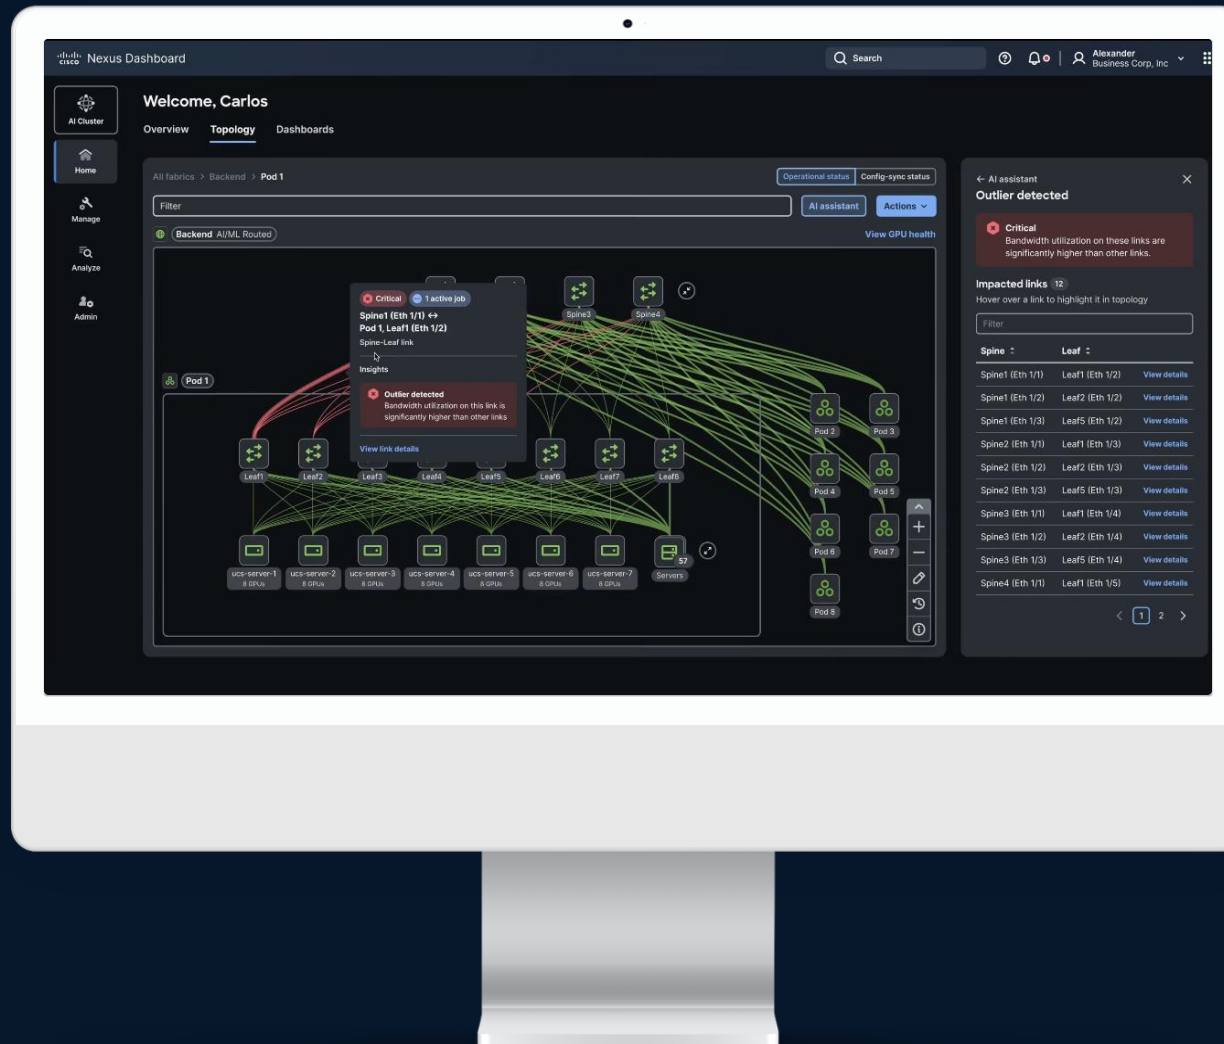 CISCO Nexus Dashboard
Search
Alexander
Business Corp, Inc
AI Cluster
Home
Manage
Analyze
Admin
Welcome, Carlos
Overview Topology Dashboards
All fabrics > Backend > Pod 1
Operational status Config-sync status
Filter
AI assistant
Actions
Backend AI/ML Routed
View GPU health
Critical
1 active job
Spine1 (Eth 1/1) ↔
Pod 1, Leaf1 (Eth 1/2)
Spine-Leaf link
Insights
Outlier detected
Bandwidth utilization on this link is
significantly higher than other links
View link details
Spine3
Spine4
Pod 1
Leaf1
Leaf2
Leaf3
Leaf4
Leaf5
Leaf6
Leaf7
Leaf8
ucs-server-1
8 GPUs
ucs-server-2
8 GPUs
ucs-server-3
8 GPUs
ucs-server-4
8 GPUs
ucs-server-5
8 GPUs
ucs-server-6
8 GPUs
ucs-server-7
8 GPUs
57
Servers
Pod 2
Pod 3
Pod 4
Pod 5
Pod 6
Pod 7
Pod 8
← AI assistant
Outlier detected
Critical
Bandwidth utilization on these links are
significantly higher than other links.
Impacted links 12
Hover over a link to highlight it in topology
Filter
Spine Leaf
Spine1 (Eth 1/1) Leaf1 (Eth 1/2) View details
Spine1 (Eth 1/2) Leaf2 (Eth 1/2) View details
Spine1 (Eth 1/3) Leaf5 (Eth 1/2) View details
Spine2 (Eth 1/1) Leaf1 (Eth 1/3) View details
Spine2 (Eth 1/2) Leaf2 (Eth 1/3) View details
Spine2 (Eth 1/3) Leaf5 (Eth 1/3) View details
Spine3 (Eth 1/1) Leaf1 (Eth 1/4) View details
Spine3 (Eth 1/2) Leaf2 (Eth 1/4) View details
Spine3 (Eth 1/3) Leaf5 (Eth 1/4) View details
Spine4 (Eth 1/1) Leaf1 (Eth 1/5) View details
< 1 2 >